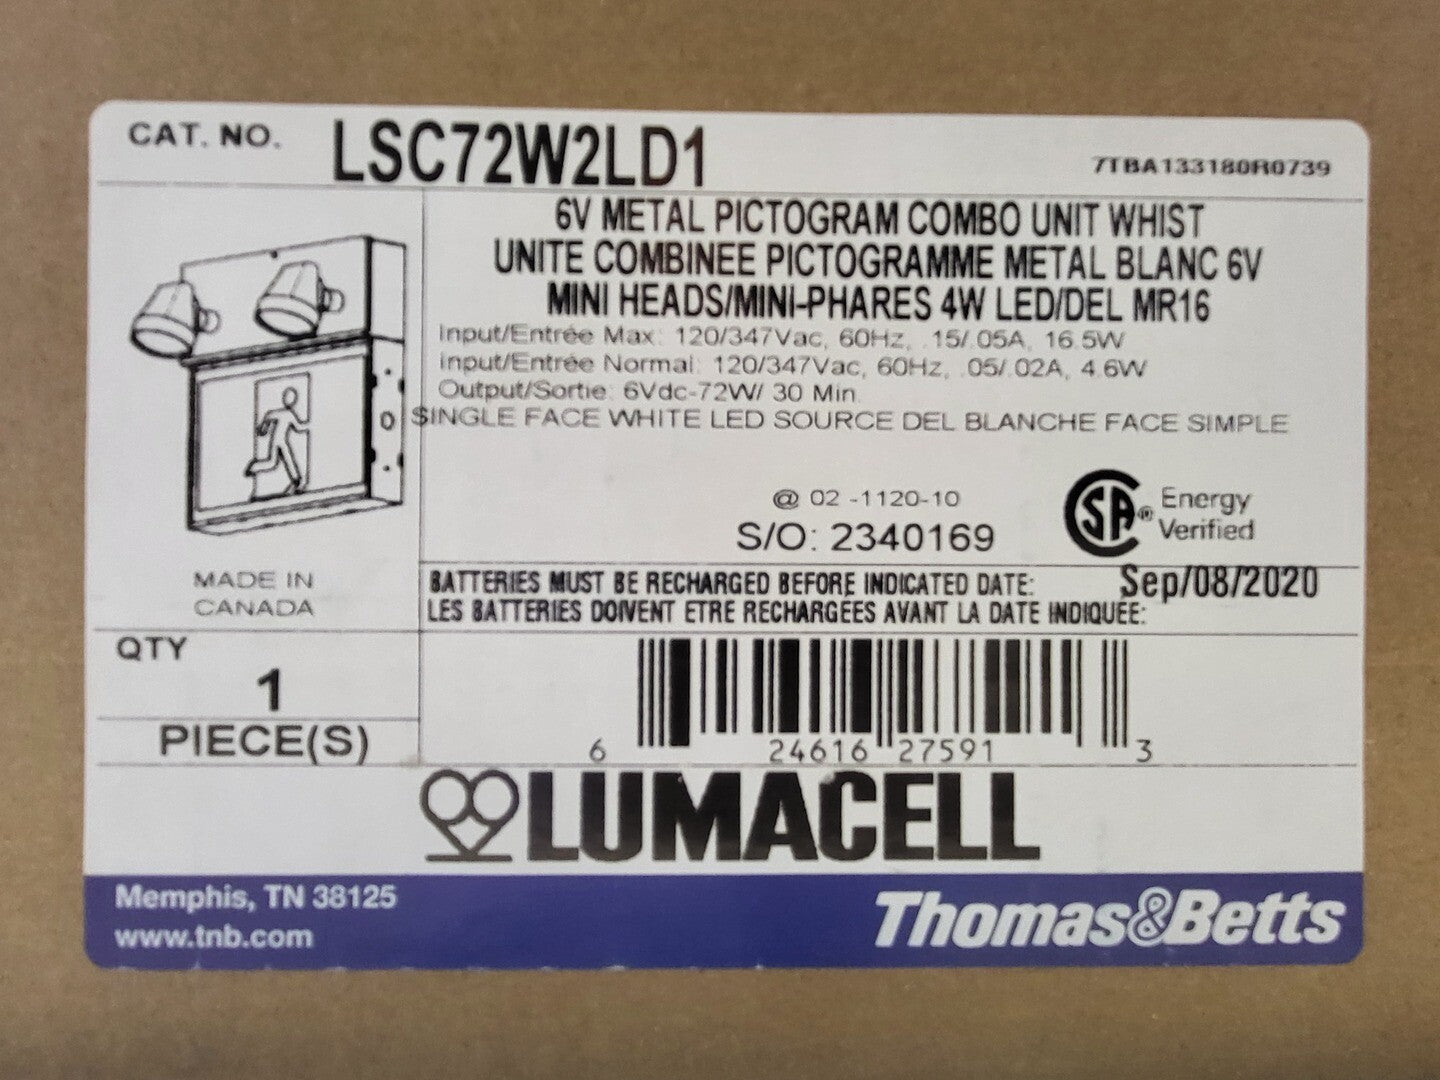 CAT. NO. LSC72W2LD1 7TBA133180R0739
6V METAL PICTOGRAM COMBO UNIT WHIST
UNITE COMBINEE PICTOGRAMME METAL BLANC 6V
MINI HEADS/MINI-PHARES 4W LED/DEL MR16
Input/Entrée Max: 120/347Vac, 60Hz, .15/.05A, 16.5W
Input/Entrée Normal: 120/347Vac, 60Hz, .05/.02A, 4.6W
Output/Sortie: 6Vdc-72W/ 30 Min.
SINGLE FACE WHITE LED SOURCE DEL BLANCHE FACE SIMPLE
@ 02 -1120-10
S/O: 2340169
CSA® Energy
Verified
MADE IN
CANADA
BATTERIES MUST BE RECHARGED BEFORE INDICATED DATE: Sep/08/2020
LES BATTERIES DOIVENT ETRE RECHARGEES AVANT LA DATE INDIQUEE:
QTY
1
PIECE(S)
6 24616 27591 3
LUMACELL
Memphis, TN 38125
www.tnb.com
Thomas&Betts